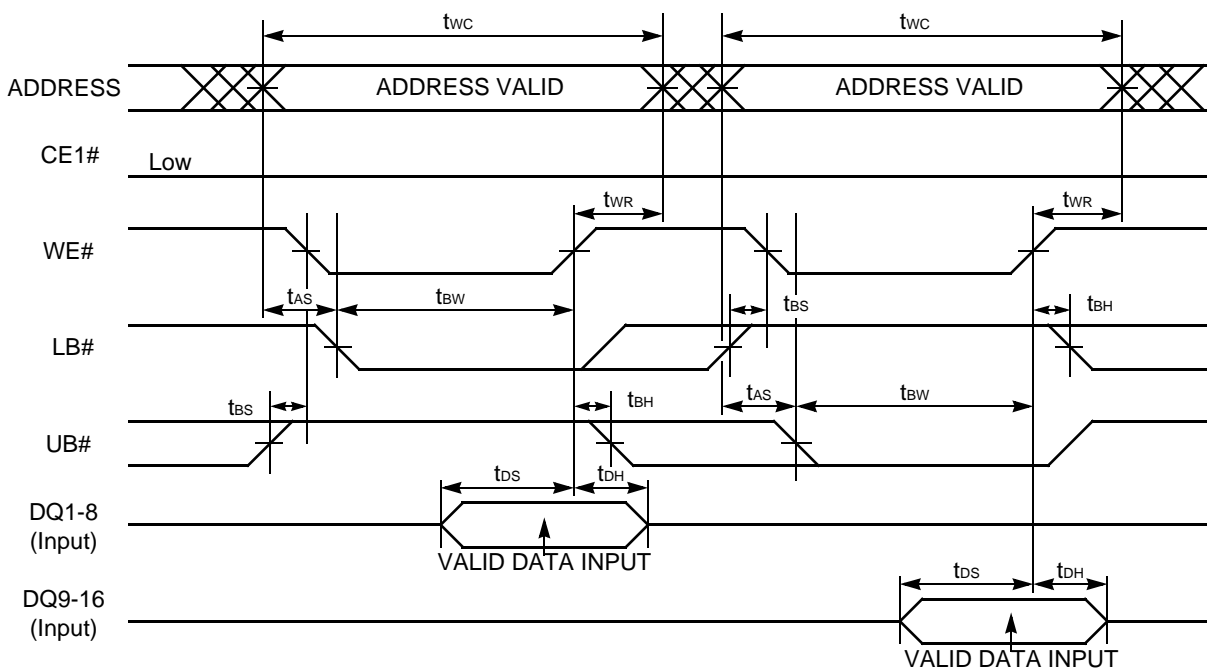 tWC tWC
ADDRESS ADDRESS VALID ADDRESS VALID
CE1# Low
tWR tWR
WE#
tAS tBW tBS tBH
LB#
tBS tBH tAS tBW
UB#
tDS tDH
DQ1-8
(Input)
VALID DATA INPUT
tDS tDH
DQ9-16
(Input)
VALID DATA INPUT